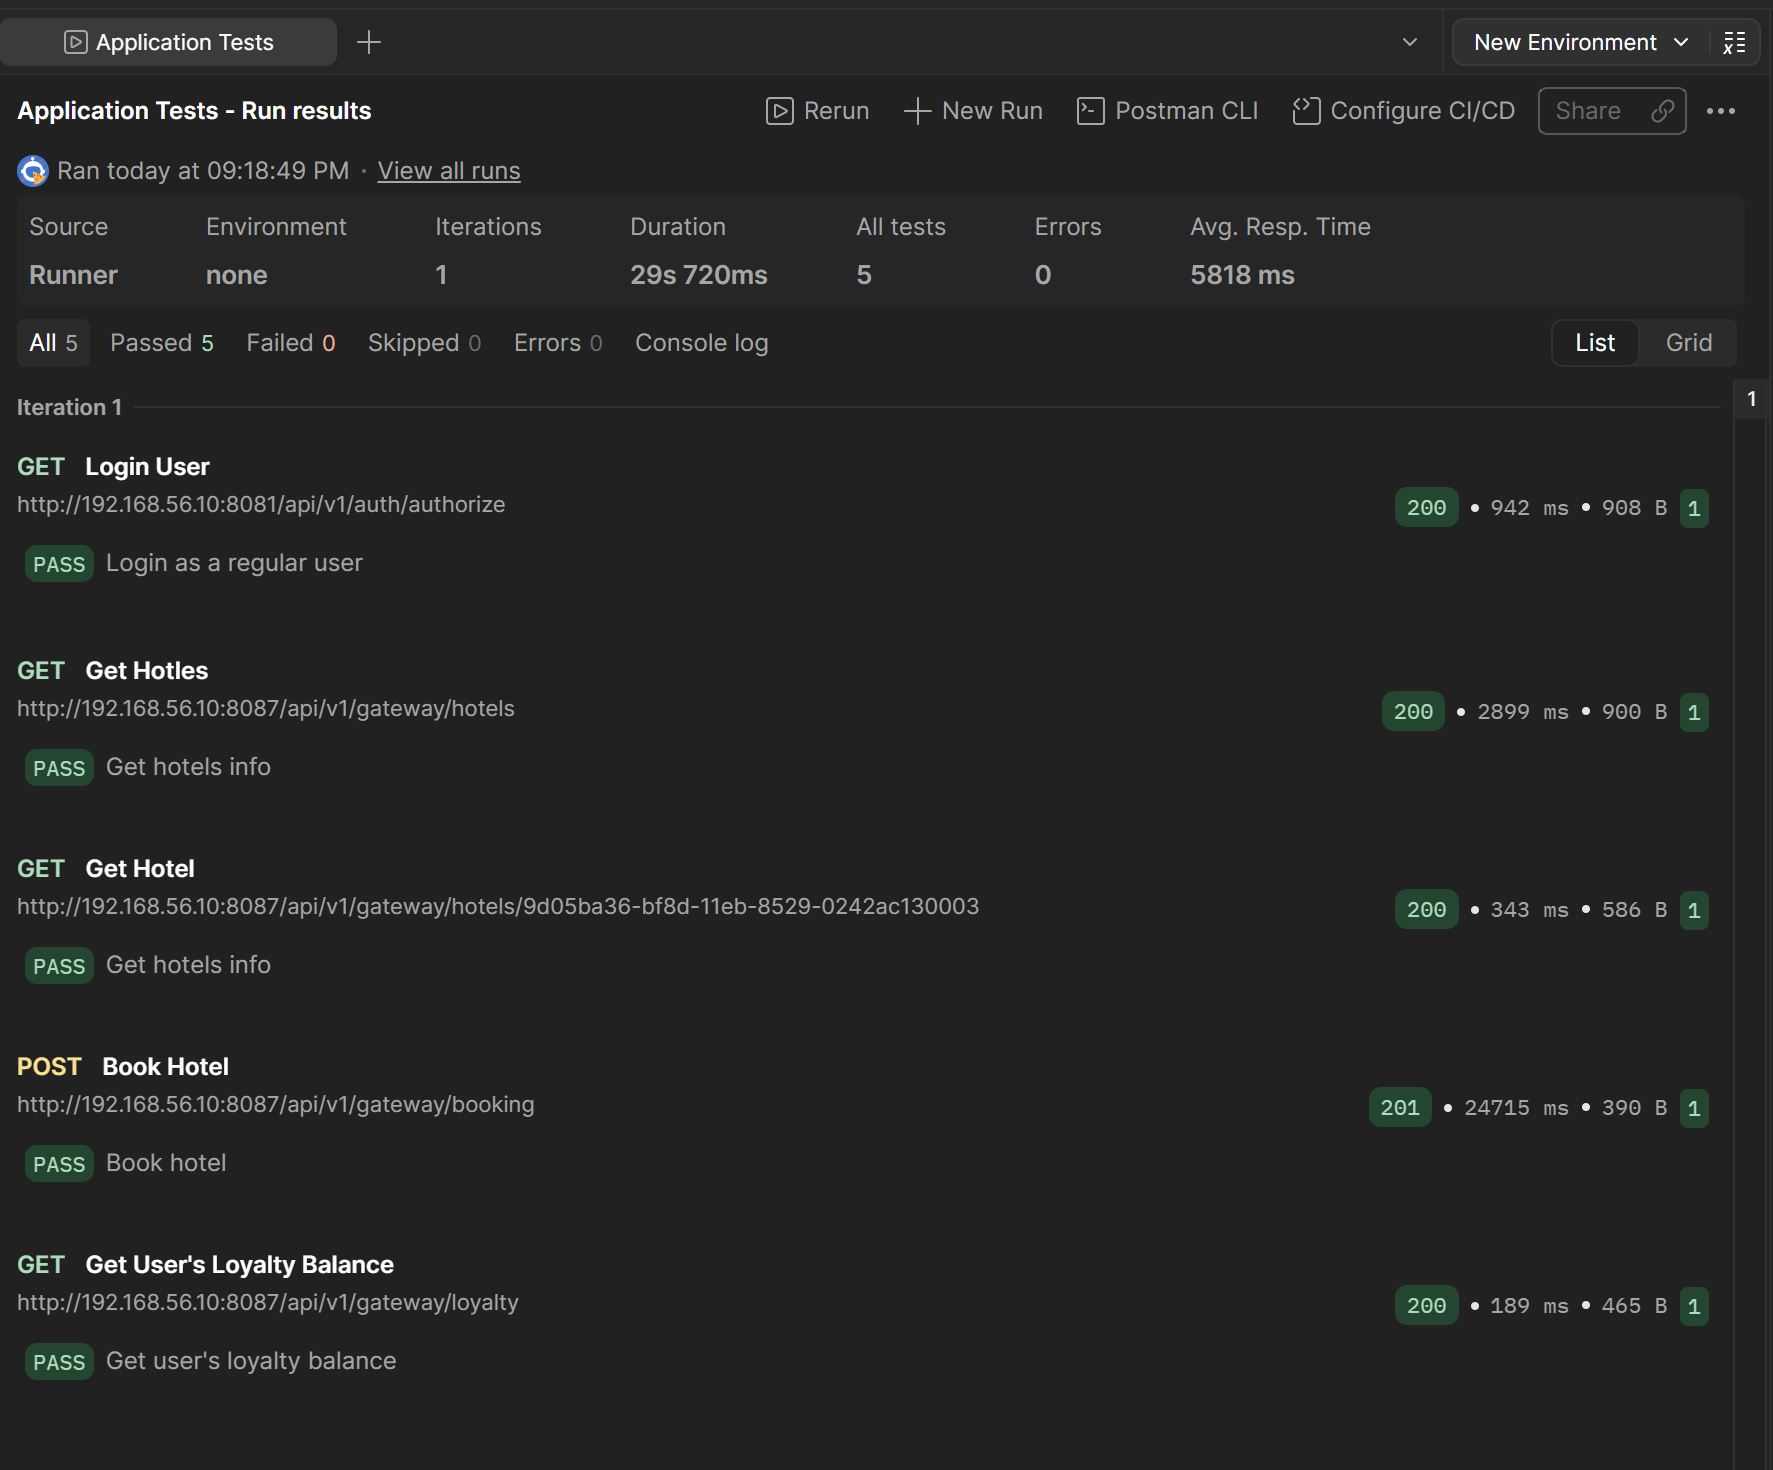 Application Tests
New Environment
Application Tests - Run results
Rerun
New Run
Postman CLI
Configure CI/CD
Share
Ran today at 09:18:49 PM · View all runs
Source Environment Iterations Duration All tests Errors Avg. Resp. Time
Runner none 1 29s 720ms 5 0 5818 ms
All 5 Passed 5 Failed 0 Skipped 0 Errors 0 Console log
List Grid
Iteration 1
1
GET Login User
http://192.168.56.10:8081/api/v1/auth/authorize
200 • 942 ms • 908 B 1
PASS Login as a regular user
GET Get Hotles
http://192.168.56.10:8087/api/v1/gateway/hotels
200 • 2899 ms • 900 B 1
PASS Get hotels info
GET Get Hotel
http://192.168.56.10:8087/api/v1/gateway/hotels/9d05ba36-bf8d-11eb-8529-0242ac130003
200 • 343 ms • 586 B 1
PASS Get hotels info
POST Book Hotel
http://192.168.56.10:8087/api/v1/gateway/booking
201 • 24715 ms • 390 B 1
PASS Book hotel
GET Get User's Loyalty Balance
http://192.168.56.10:8087/api/v1/gateway/loyalty
200 • 189 ms • 465 B 1
PASS Get user's loyalty balance